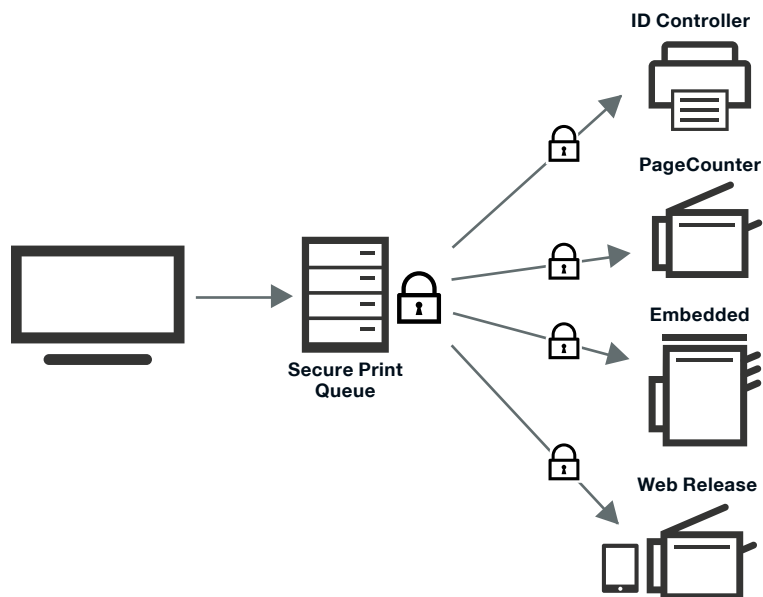 ID Controller
PageCounter
Embedded
Secure Print
Queue
Web Release